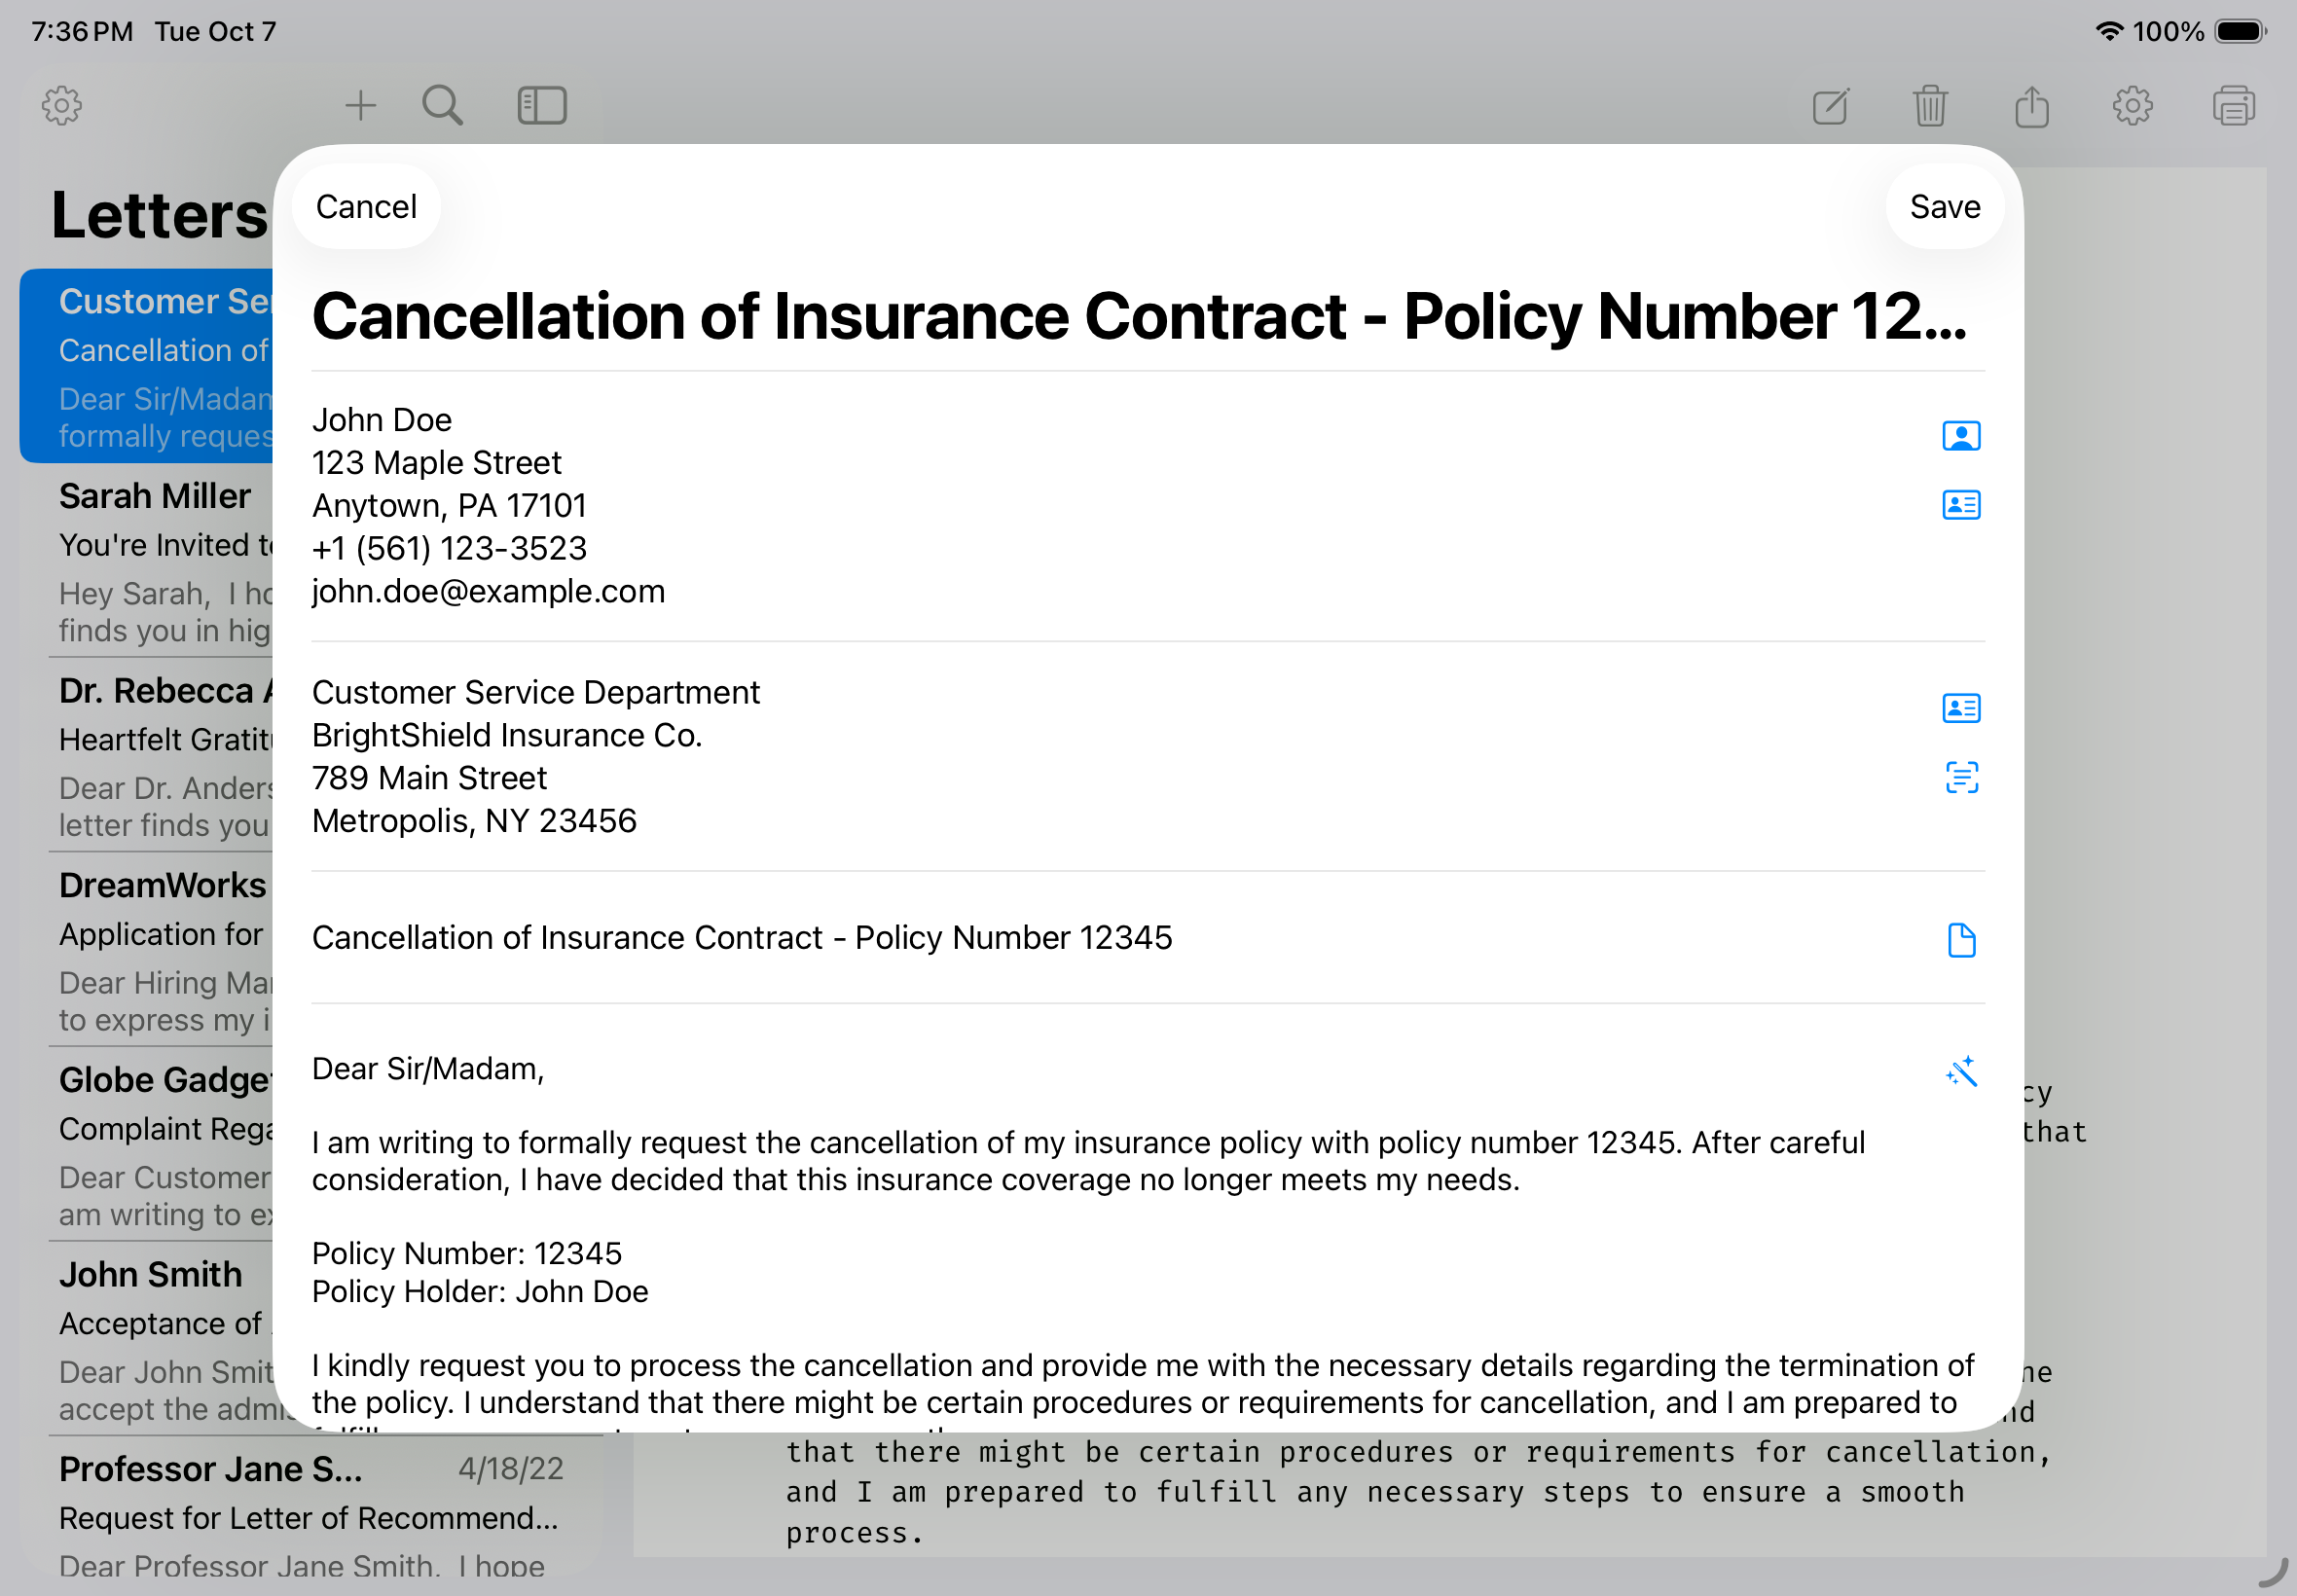 7:36 PM Tue Oct 7
100%
Letters
Customer Se
Cancellation of
Dear Sir/Madam
formally reques
Sarah Miller
You're Invited to
Hey Sarah, I ho
finds you in hig
Dr. Rebecca A
Heartfelt Gratitu
Dear Dr. Anders
letter finds you
DreamWorks
Application for
Dear Hiring Ma
to express my i
Globe Gadget
Complaint Rega
Dear Customer
am writing to ex
John Smith
Acceptance of
Dear John Smit
accept the admis
Professor Jane S... 4/18/22
Request for Letter of Recommend...
Dear Professor Jane Smith, I hope
Cancel
Save
Cancellation of Insurance Contract - Policy Number 12...
John Doe
123 Maple Street
Anytown, PA 17101
+1 (561) 123-3523
john.doe@example.com
Customer Service Department
BrightShield Insurance Co.
789 Main Street
Metropolis, NY 23456
Cancellation of Insurance Contract - Policy Number 12345
Dear Sir/Madam,
I am writing to formally request the cancellation of my insurance policy with policy number 12345. After careful
consideration, I have decided that this insurance coverage no longer meets my needs.
Policy Number: 12345
Policy Holder: John Doe
I kindly request you to process the cancellation and provide me with the necessary details regarding the termination of
the policy. I understand that there might be certain procedures or requirements for cancellation, and I am prepared to
cy
that
ne
nd
that there might be certain procedures or requirements for cancellation,
and I am prepared to fulfill any necessary steps to ensure a smooth
process.